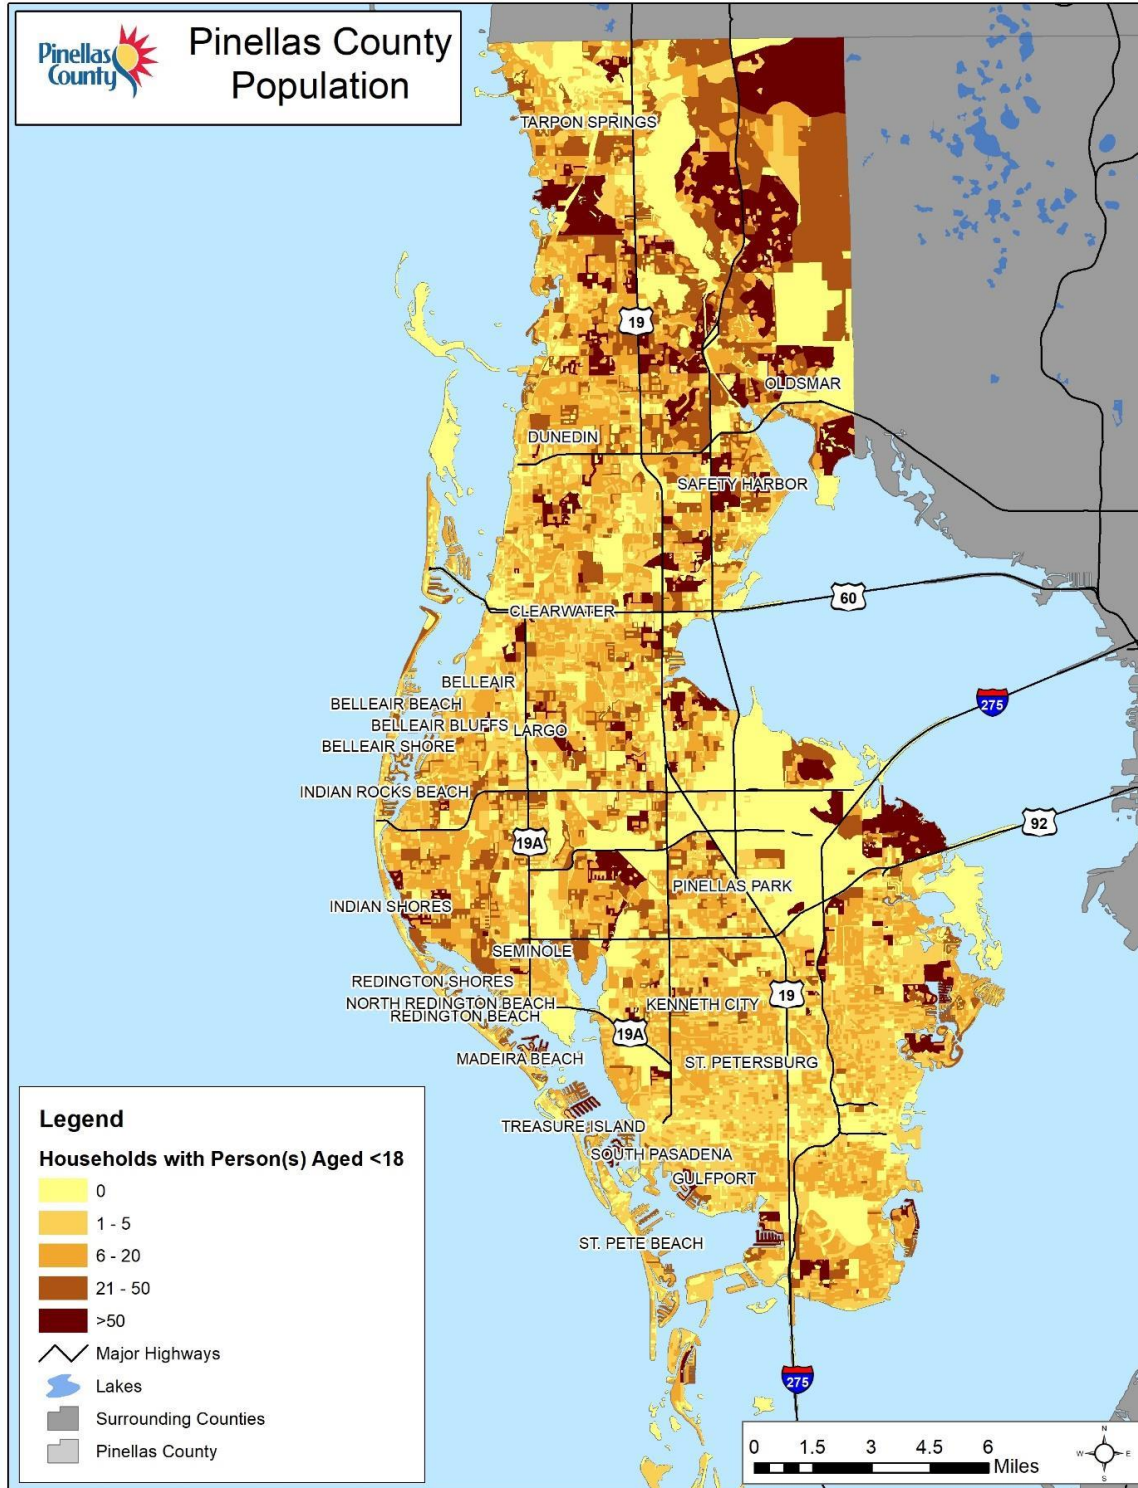 Pinellas
County
Pinellas County
Population
TARPON SPRINGS
19
OLDSMAR
DUNEDIN
SAFETY HARBOR
60
CLEARWATER
BELLEAIR
275
BELLEAIR BEACH
BELLEAIR BLUFFS
LARGO
BELLEAIR SHORE
INDIAN ROCKS BEACH
92
19A
PINELLAS PARK
INDIAN SHORES
SEMINOLE
REDINGTON SHORES
19
NORTH REDINGTON BEACH
KENNETH CITY
REDINGTON BEACH
19A
MADEIRA BEACH
ST. PETERSBURG
TREASURE ISLAND
SOUTH PASADENA
GULFPORT
ST. PETE BEACH
275
Legend
Households with Person(s) Aged <18
0
1 - 5
6 - 20
21 - 50
>50
Major Highways
Lakes
Surrounding Counties
Pinellas County
0 1.5 3 4.5 6
Miles
N
W E
S